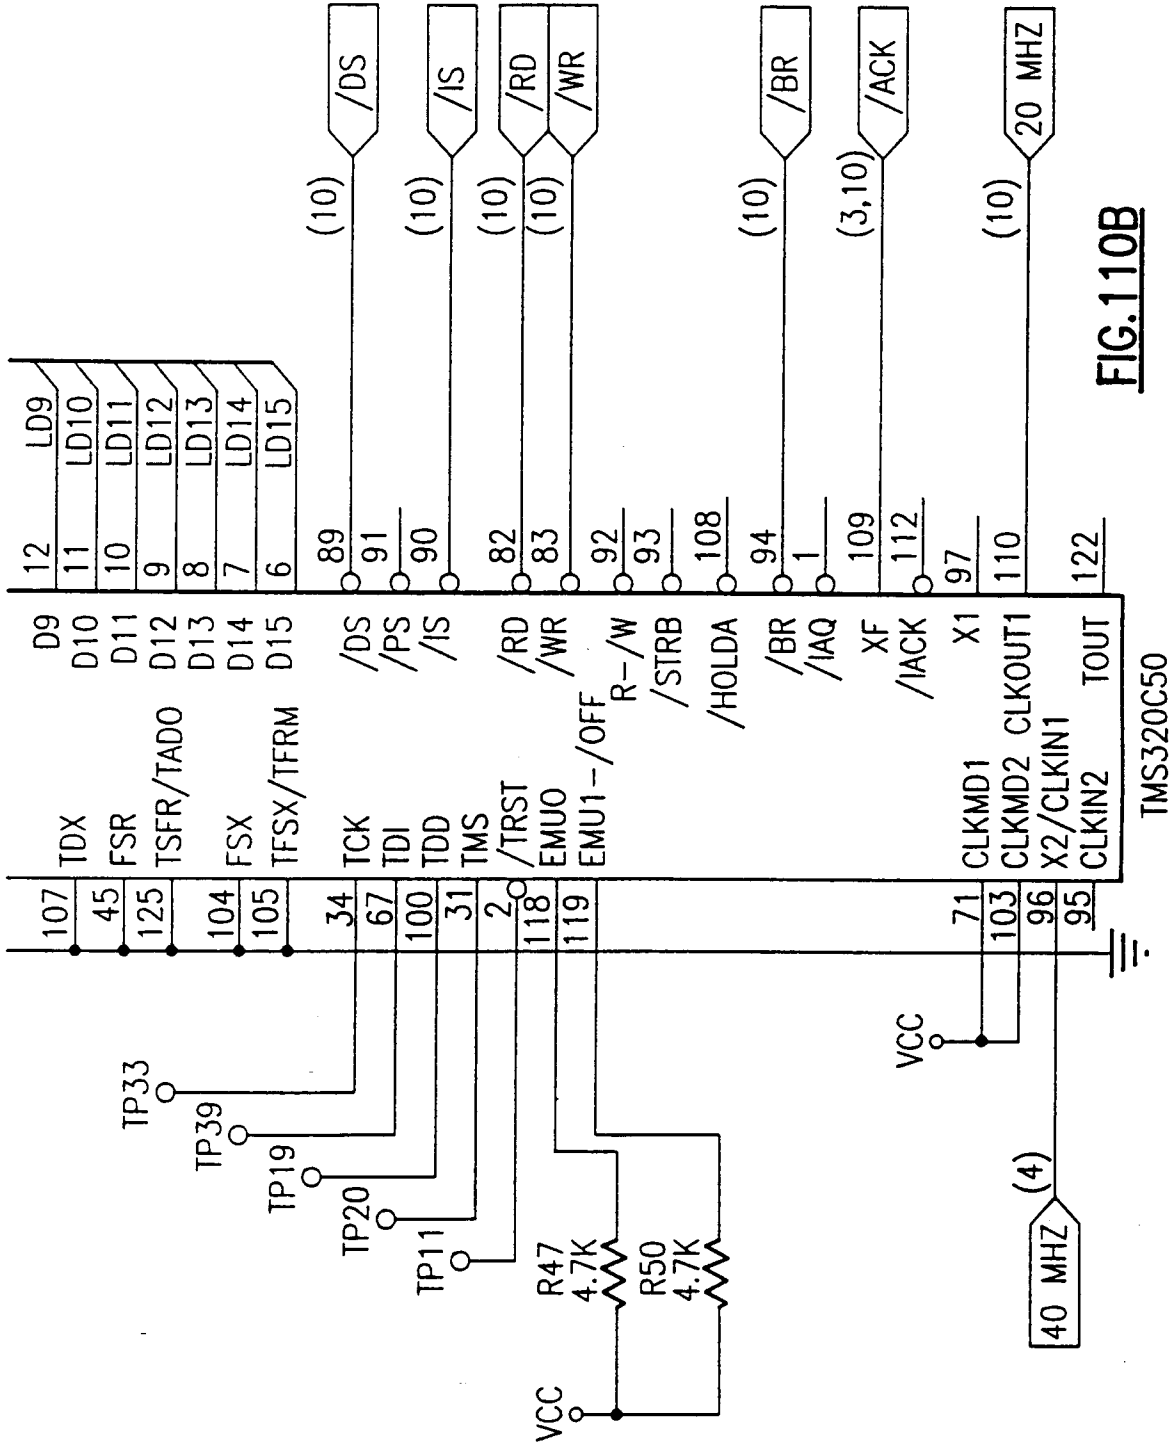 107 TDX
45 FSR
125 TSFR/TADO
104 FSX
105 TFSX/TFRM
34 TCK
67 TDI
100 TDD
31 TMS
2 /TRST
118 EMU0
119 EMU1-/OFF
71 CLKMD1
103 CLKMD2
96 X2/CLKIN1
95 CLKIN2
D9 12 LD9
D10 11 LD10
D11 10 LD11
D12 9 LD12
D13 8 LD13
D14 7 LD14
D15 6 LD15
/DS 89 (10) /DS
/PS 91
/IS 90 (10) /IS
/RD 82 (10) /RD
/WR 83 (10) /WR
R-/W 92
/STRB 93
/HOLDA 108
/BR 94 (10) /BR
/IAQ 1
XF 109 (3,10) /ACK
/IACK 112
X1 97
CLKOUT1 110 (10) 20 MHZ
TOUT 122
TP33
TP39
TP19
TP20
TP11
R47
4.7K
R50
4.7K
VCC
VCC
40 MHZ (4)
TMS320C50
FIG.110B